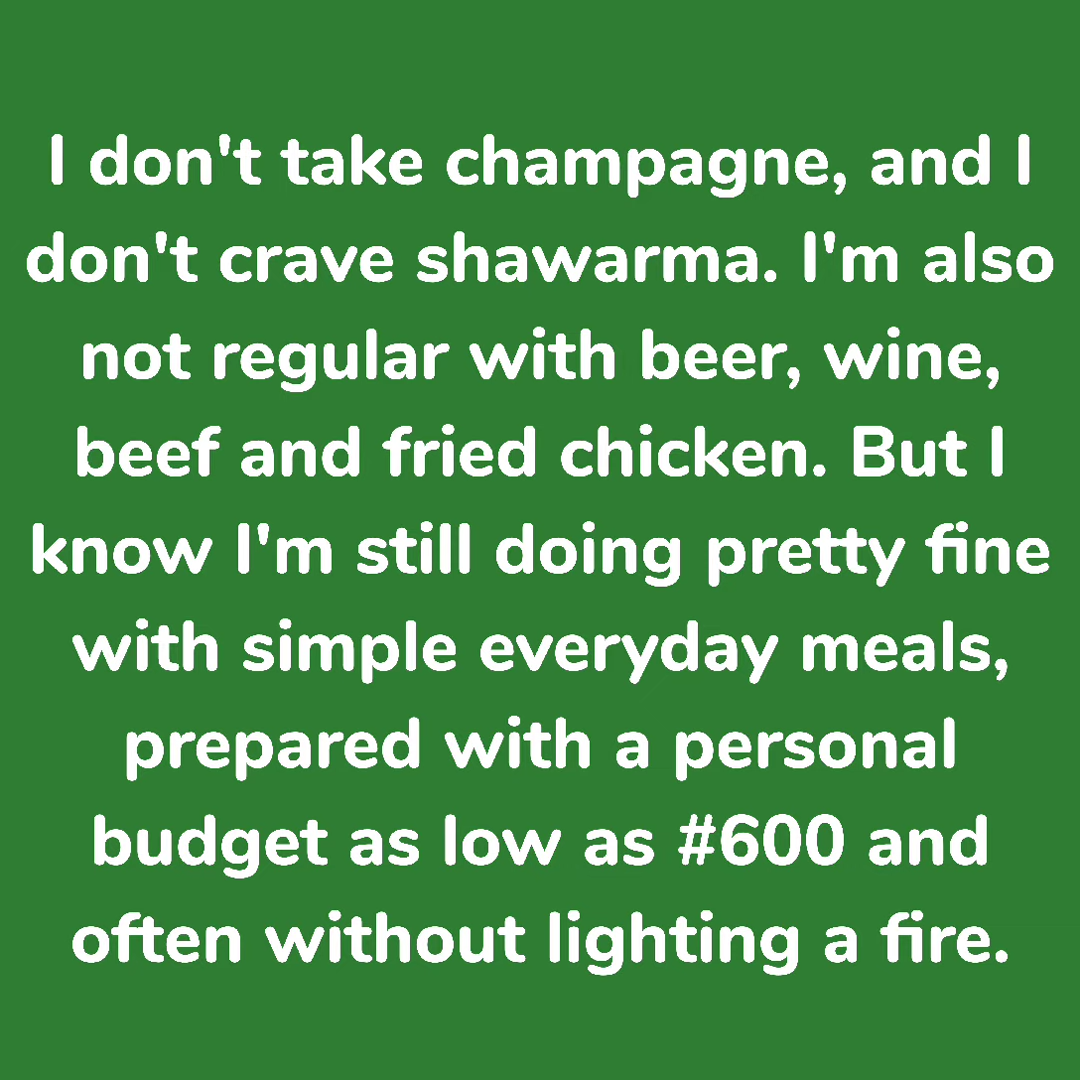 I don't take champagne, and I
don't crave shawarma. I'm also
not regular with beer, wine,
beef and fried chicken. But I
know I'm still doing pretty fine
with simple everyday meals,
prepared with a personal
budget as low as #600 and
often without lighting a fire.